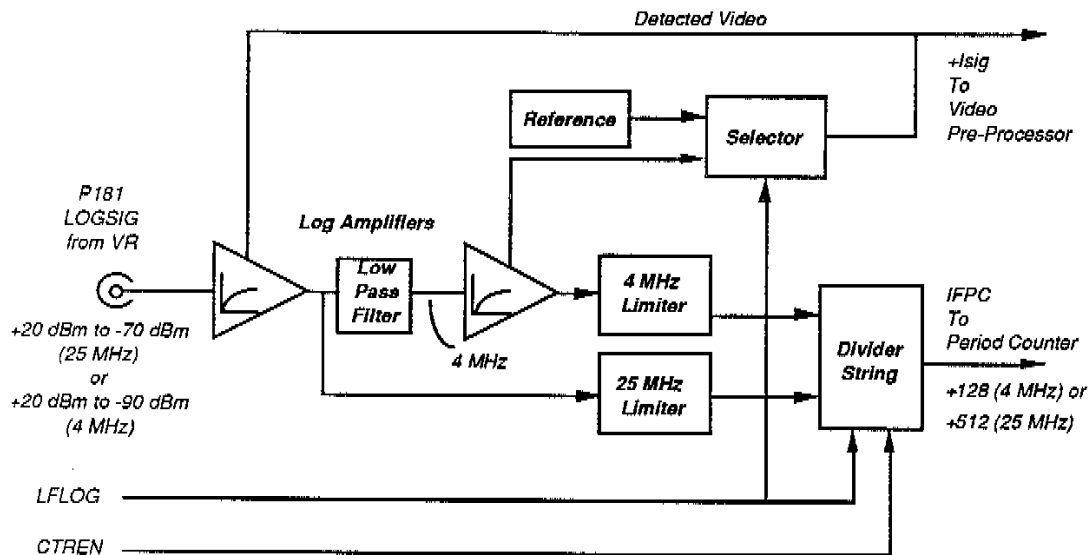 Detected Video
+Isig
To
Video
Pre-Processor
Reference
Selector
P181
LOGSIG
from VR
Log Amplifiers
Low
Pass
Filter
4 MHz
Limiter
4 MHz
25 MHz
Limiter
Divider
String
IFPC
To
Period Counter
+128 (4 MHz) or
+512 (25 MHz)
+20 dBm to -70 dBm
(25 MHz)
or
+20 dBm to -90 dBm
(4 MHz)
LFLOG
CTREN